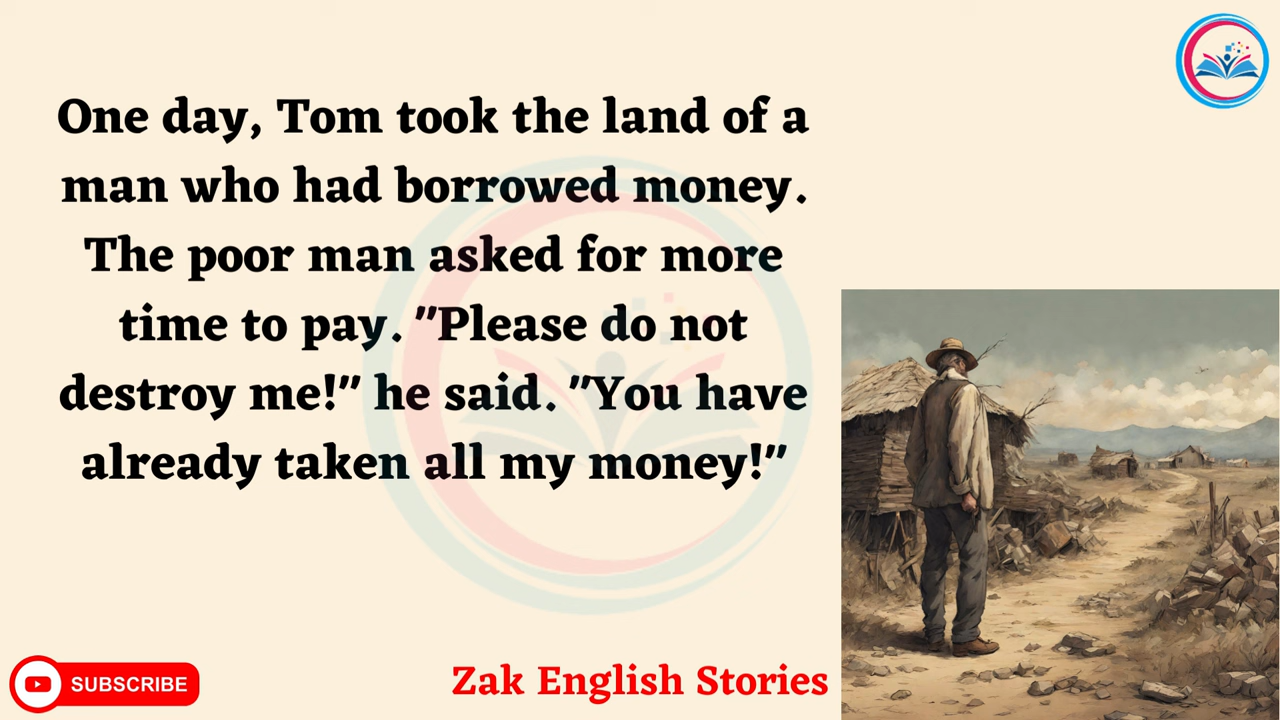 One day, Tom took the land of a
man who had borrowed money.
The poor man asked for more
time to pay. "Please do not
destroy me!" he said. "You have
already taken all my money!"
SUBSCRIBE
Zak English Stories